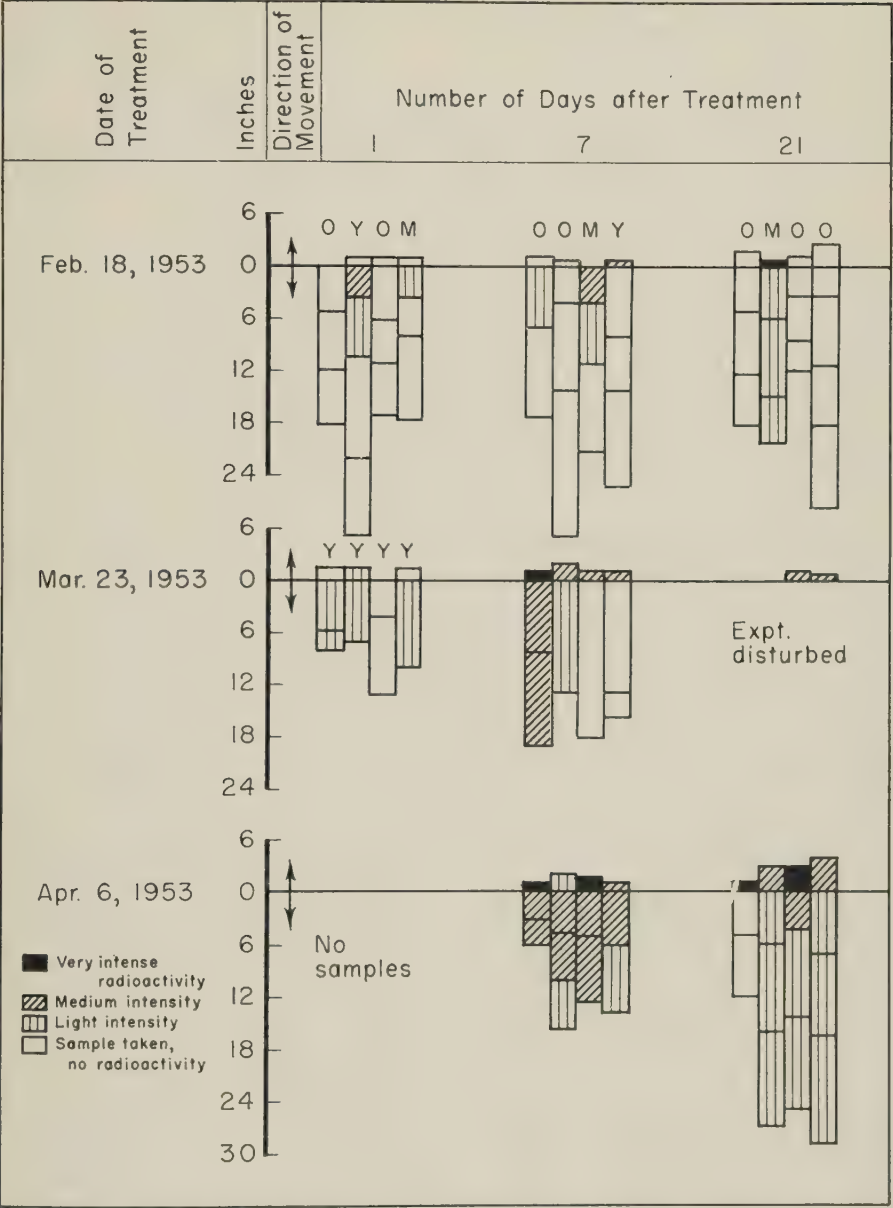 Date of
Treatment
Inches
Direction of
Movement
Number of Days after Treatment
1 7 21
6
O Y O M O O M Y O M O O
Feb. 18, 1953 0
6
12
18
24
6
Y Y Y Y
Mar. 23, 1953 0
6
Expt.
disturbed
12
18
24
6
Apr. 6, 1953 0
6
No
samples
Very intense
radioactivity
Medium intensity
12
Light intensity
18
Sample taken,
no radioactivity
24
30